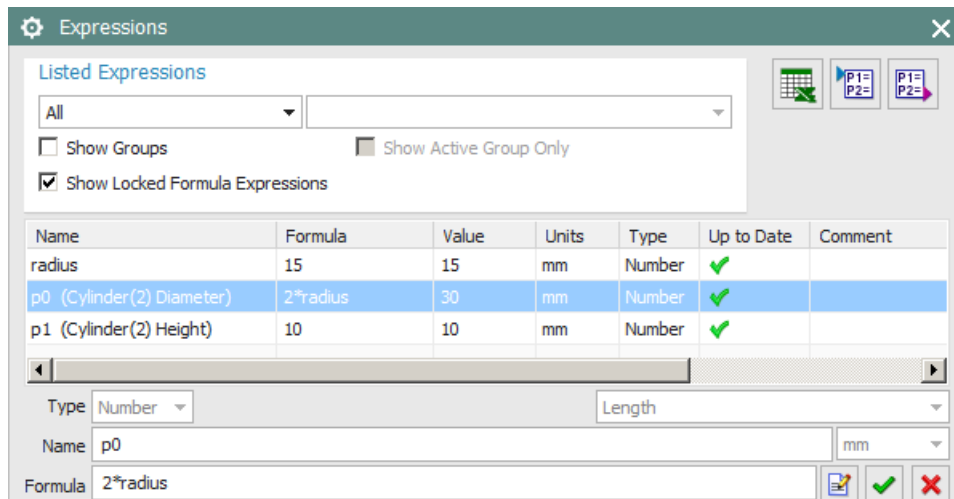 Expressions
Listed Expressions
All
P1= P2= P1= P2=
Show Groups Show Active Group Only
Show Locked Formula Expressions
Name Formula Value Units Type Up to Date Comment
radius 15 15 mm Number
p0 (Cylinder(2) Diameter) 2*radius 30 mm Number
p1 (Cylinder(2) Height) 10 10 mm Number
Type Number Length
Name p0 mm
Formula 2*radius